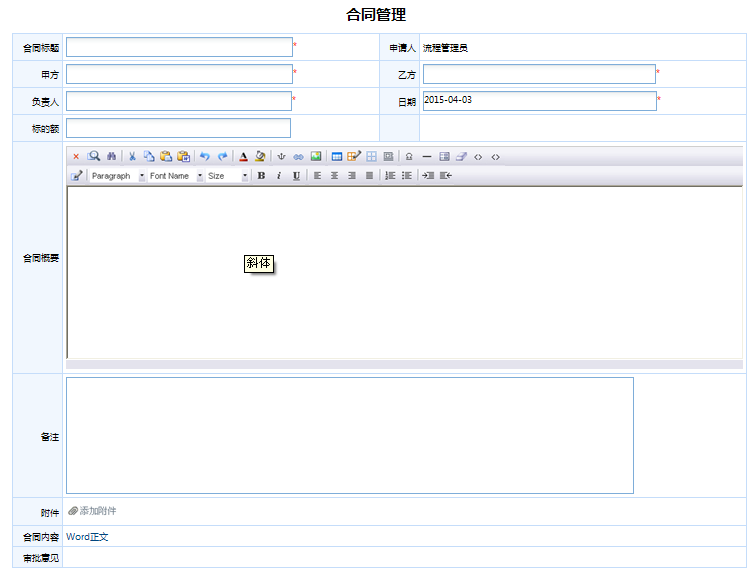 合同管理
合同标题 * 申请人 流程管理员
甲方 * 乙方 *
负责人 * 日期 2015-04-03 *
标的额
Paragraph Font Name Size B i U
合同概要
斜体
备注
附件 添加附件
合同内容 Word正文
审批意见